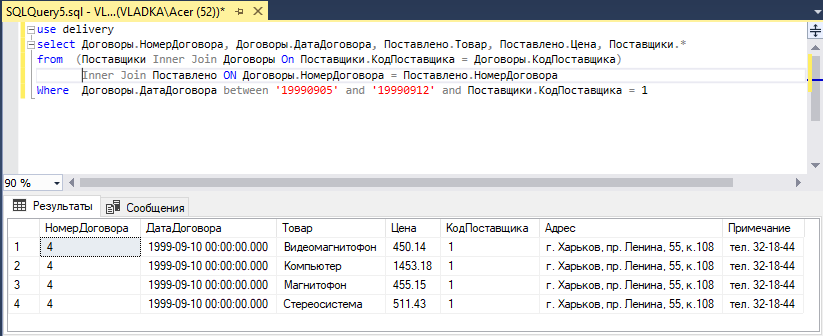 SQLQuery5.sql - VL...(VLADKA\Acer (52))*
use delivery
select Договоры.НомерДоговора, Договоры.ДатаДоговора, Поставлено.Товар, Поставлено.Цена, Поставщики.*
from (Поставщики Inner Join Договоры On Поставщики.КодПоставщика = Договоры.КодПоставщика)
Inner Join Поставлено ON Договоры.НомерДоговора = Поставлено.НомерДоговора
Where Договоры.ДатаДоговора between '19990905' and '19990912' and Поставщики.КодПоставщика = 1
90 %
Результаты Сообщения
НомерДоговора ДатаДоговора Товар Цена КодПоставщика Адрес Примечание
1 4 1999-09-10 00:00:00.000 Видеомагнитофон 450.14 1 г. Харьков, пр. Ленина, 55, к.108 тел. 32-18-44
2 4 1999-09-10 00:00:00.000 Компьютер 1453.18 1 г. Харьков, пр. Ленина, 55, к.108 тел. 32-18-44
3 4 1999-09-10 00:00:00.000 Магнитофон 455.15 1 г. Харьков, пр. Ленина, 55, к.108 тел. 32-18-44
4 4 1999-09-10 00:00:00.000 Стереосистема 511.43 1 г. Харьков, пр. Ленина, 55, к.108 тел. 32-18-44